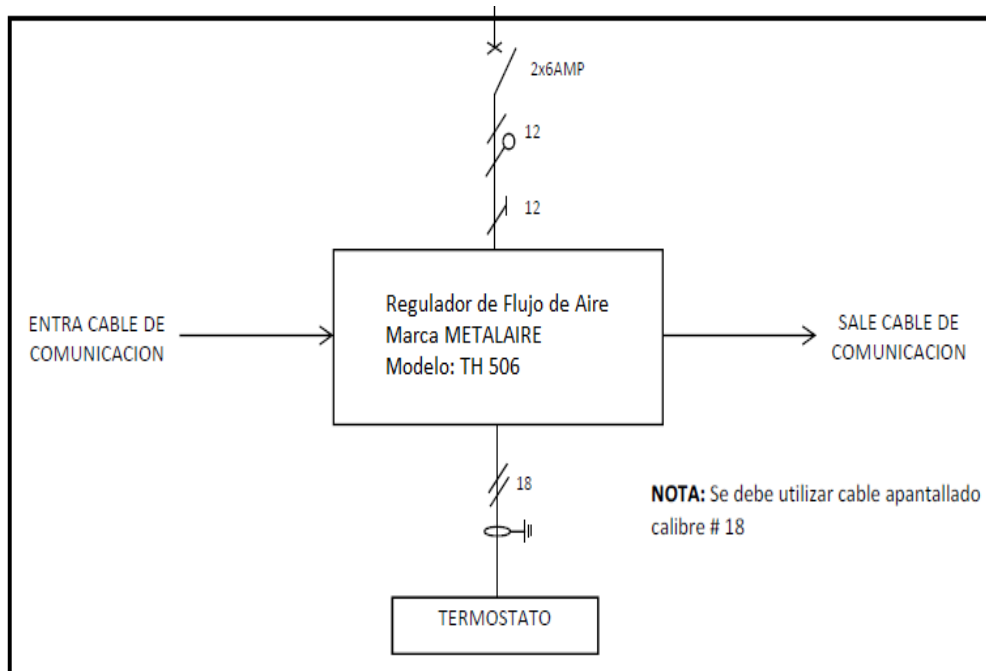 2x6AMP
12
12
Regulador de Flujo de Aire
Marca METALAIRE
Modelo: TH 506
ENTRA CABLE DE
COMUNICACION
SALE CABLE DE
COMUNICACION
18
NOTA: Se debe utilizar cable apantallado
calibre # 18
TERMOSTATO